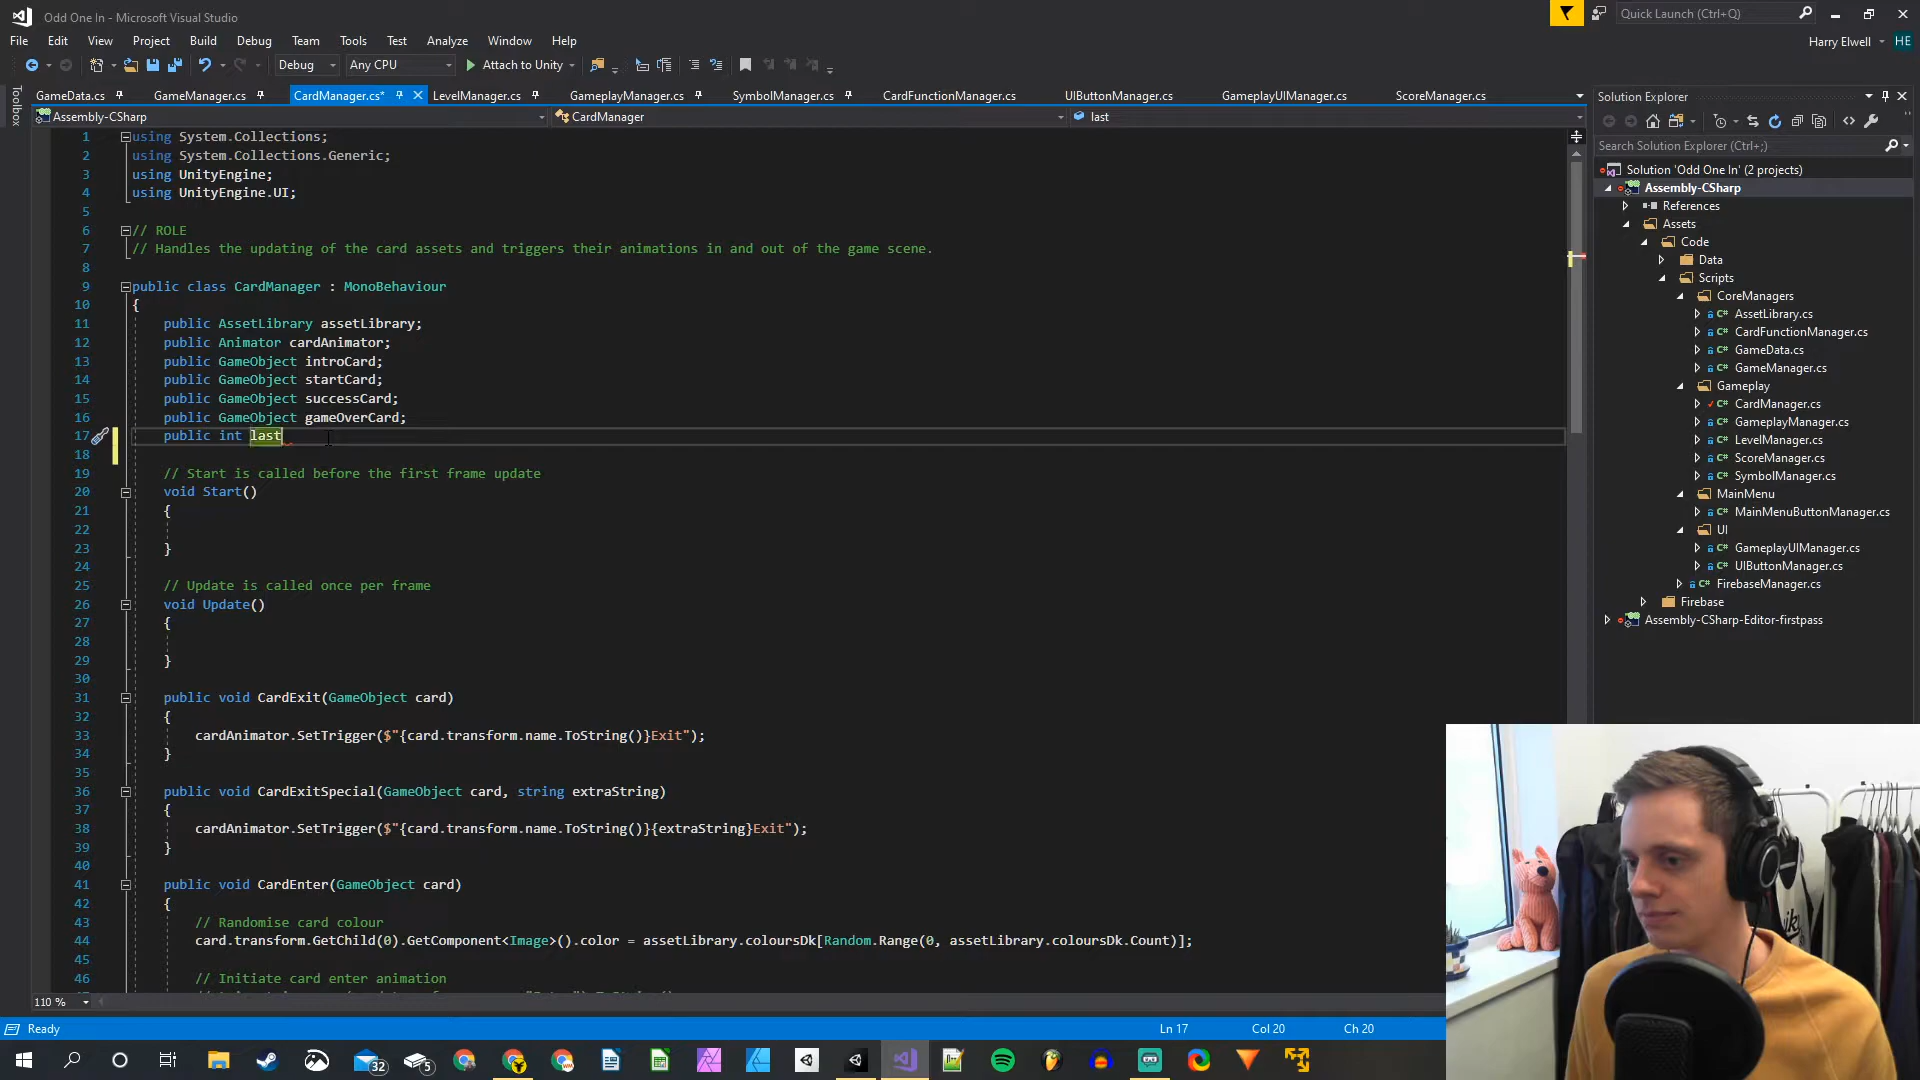 Odd One In - Microsoft Visual Studio
Quick Launch (Ctrl+Q)
File Edit View Project Build Debug Team Tools Test Analyze Window Help
Harry Elwell HE
Debug Any CPU Attach to Unity
GameData.cs GameManager.cs CardManager.cs* LevelManager.cs GameplayManager.cs SymbolManager.cs CardFunctionManager.cs UIButtonManager.cs GameplayUIManager.cs ScoreManager.cs
Toolbox
Assembly-CSharp CardManager last
1 using System.Collections;
2 using System.Collections.Generic;
3 using UnityEngine;
4 using UnityEngine.UI;
5
6 // ROLE
7 // Handles the updating of the card assets and triggers their animations in and out of the game scene.
8
9 public class CardManager : MonoBehaviour
10 {
11 public AssetLibrary assetLibrary;
12 public Animator cardAnimator;
13 public GameObject introCard;
14 public GameObject startCard;
15 public GameObject successCard;
16 public GameObject gameOverCard;
17 public int last
18
19 // Start is called before the first frame update
20 void Start()
21 {
22
23 }
24
25 // Update is called once per frame
26 void Update()
27 {
28
29 }
30
31 public void CardExit(GameObject card)
32 {
33 cardAnimator.SetTrigger($"{card.transform.name.ToString()}Exit");
34 }
35
36 public void CardExitSpecial(GameObject card, string extraString)
37 {
38 cardAnimator.SetTrigger($"{card.transform.name.ToString()}{extraString}Exit");
39 }
40
41 public void CardEnter(GameObject card)
42 {
43 // Randomise card colour
44 card.transform.GetChild(0).GetComponent<Image>().color = assetLibrary.coloursDk[Random.Range(0, assetLibrary.coloursDk.Count)];
45
46 // Initiate card enter animation
110 %
Solution Explorer
Search Solution Explorer (Ctrl+;)
Solution 'Odd One In' (2 projects)
Assembly-CSharp
References
Assets
Code
Data
Scripts
CoreManagers
C# AssetLibrary.cs
C# CardFunctionManager.cs
C# GameData.cs
C# GameManager.cs
Gameplay
C# CardManager.cs
C# GameplayManager.cs
C# LevelManager.cs
C# ScoreManager.cs
C# SymbolManager.cs
MainMenu
C# MainMenuButtonManager.cs
UI
C# GameplayUIManager.cs
C# UIButtonManager.cs
C# FirebaseManager.cs
Firebase
Assembly-CSharp-Editor-firstpass
Ready Ln 17 Col 20 Ch 20
32 5